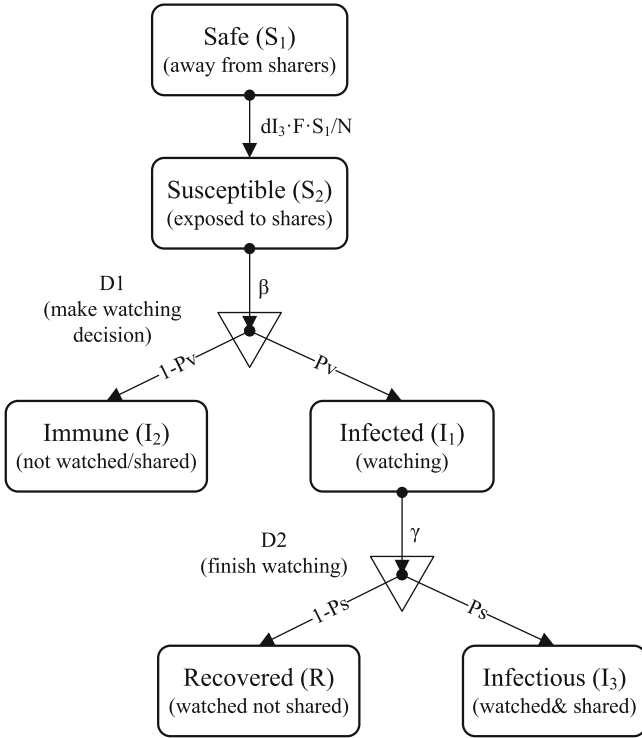 Safe (S₁)
(away from sharers)
dI₃·F·S₁/N
Susceptible (S₂)
(exposed to shares)
D1
(make watching
decision)
β
1-Pv
Pv
Immune (I₂)
(not watched/shared)
Infected (I₁)
(watching)
D2
(finish watching)
γ
1-Ps
Ps
Recovered (R)
(watched not shared)
Infectious (I₃)
(watched& shared)